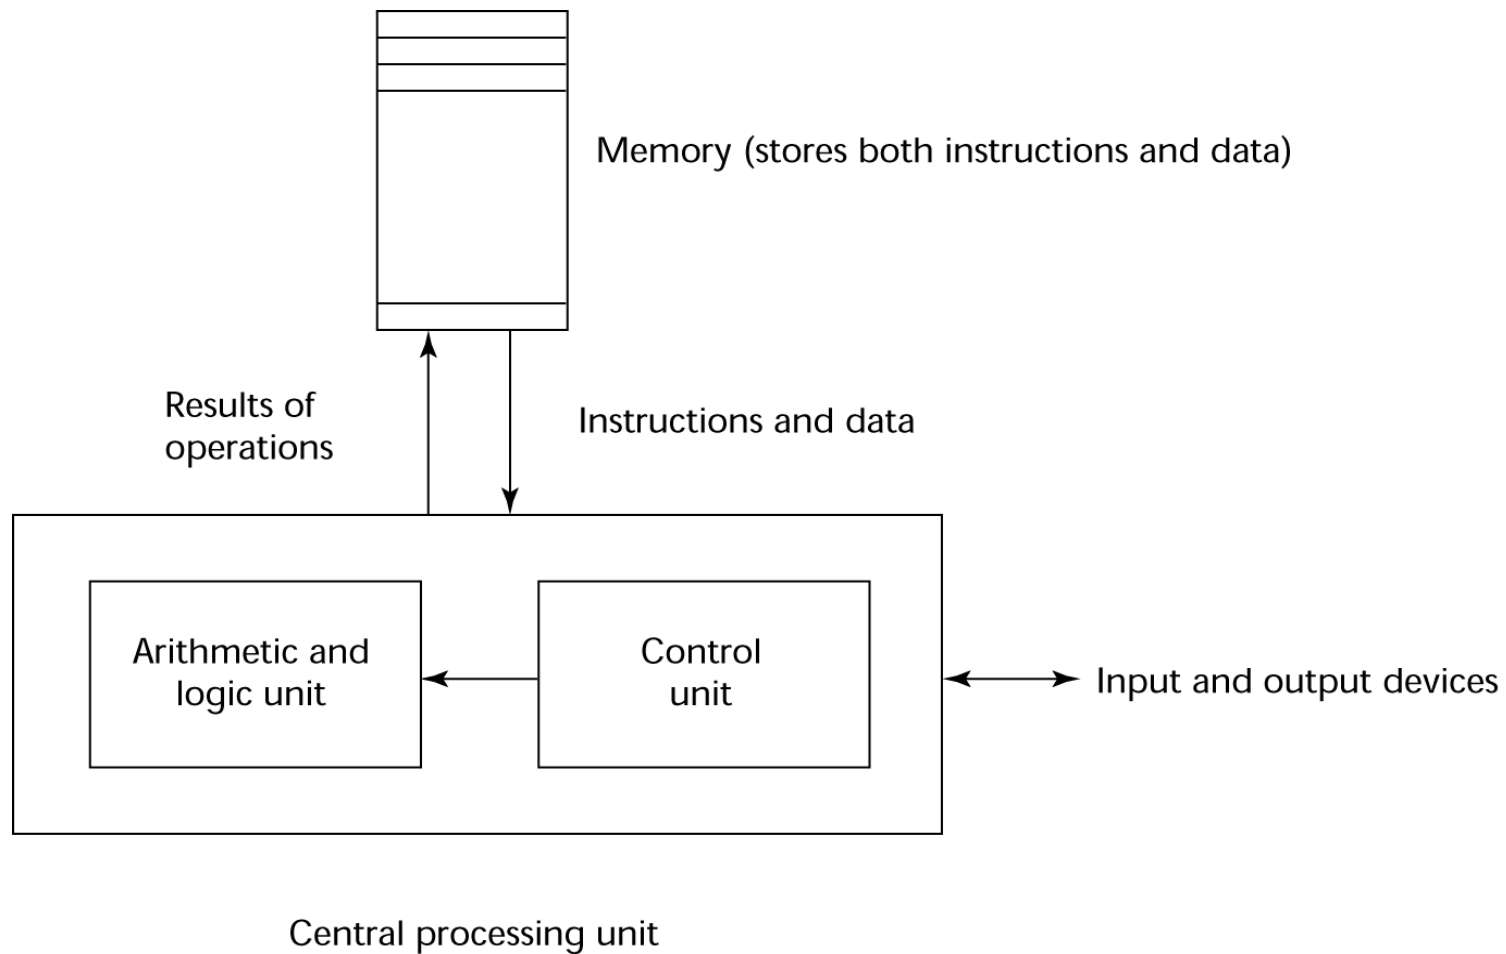 Memory (stores both instructions and data)
Results of
operations
Instructions and data
Arithmetic and
logic unit
Control
unit
Input and output devices
Central processing unit